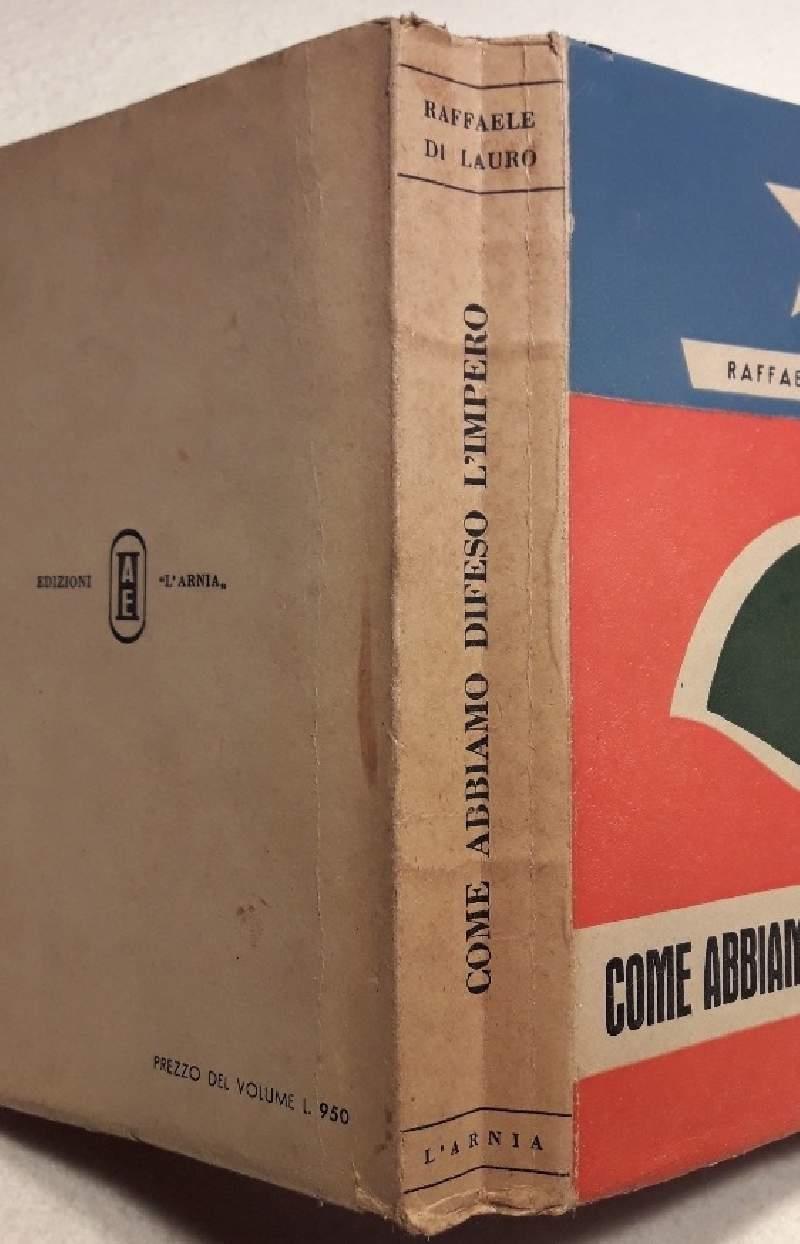 RAFFAELE
DI LAURO
COME ABBIAMO DIFESO L'IMPERO
L'ARNIA
EDIZIONI AE "L'ARNIA„
PREZZO DEL VOLUME L. 950
RAFFAE
COME ABBIAM